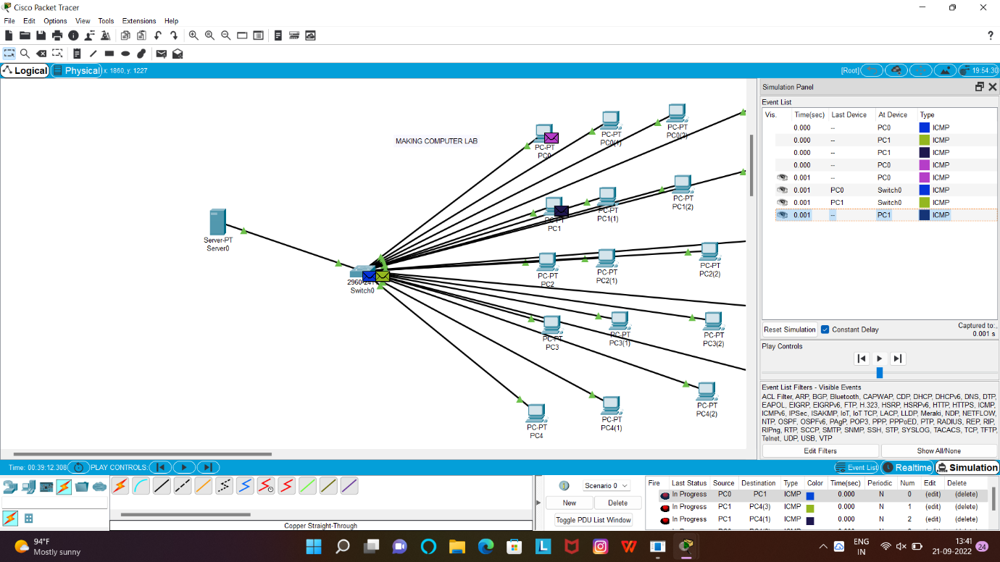 Cisco Packet Tracer
File Edit Options View Tools Extensions Help
?
Logical Physical x: 1860, y: 1227 [Root] 19:54:30
MAKING COMPUTER LAB
PC-PT
PC0
PC-PT
PC0(1)
PC-PT
PC0(2)
PC-PT
PC1
PC-PT
PC1(1)
PC-PT
PC1(2)
Server-PT
Server0
Switch0
PC-PT
PC2
PC-PT
PC2(1)
PC-PT
PC2(2)
PC-PT
PC3
PC-PT
PC3(1)
PC-PT
PC3(2)
PC-PT
PC4
PC-PT
PC4(1)
PC-PT
PC4(2)
Simulation Panel
Event List
Vis. Time(sec) Last Device At Device Type
0.000 -- PC0 ICMP
0.000 -- PC1 ICMP
0.000 -- PC1 ICMP
0.000 -- PC0 ICMP
0.001 -- PC0 ICMP
0.001 PC0 Switch0 ICMP
0.001 PC1 Switch0 ICMP
0.001 -- PC1 ICMP
Reset Simulation Constant Delay Captured to:
0.001 s
Play Controls
Event List Filters - Visible Events
ACL Filter, ARP, BGP, Bluetooth, CAPWAP, CDP, DHCP, DHCPv6, DNS, DTP,
EAPOL, EIGRP, EIGRPv6, FTP, H.323, HSRP, HSRPv6, HTTP, HTTPS, ICMP,
ICMPv6, IPSec, ISAKMP, IoT, IoT TCP, LACP, LLDP, Meraki, NDP, NETFLOW,
NTP, OSPF, OSPFv6, PAgP, POP3, PPP, PPPoED, PTP, RADIUS, REP, RIP,
RIPng, RTP, SCCP, SMTP, SNMP, SSH, STP, SYSLOG, TACACS, TCP, TFTP,
Telnet, UDP, USB, VTP
Edit Filters Show All/None
Time: 00:39:12.308 PLAY CONTROLS: Event List Realtime Simulation
Copper Straight-Through
Scenario 0
New Delete
Toggle PDU List Window
Fire Last Status Source Destination Type Color Time(sec) Periodic Num Edit Delete
In Progress PC0 PC1 ICMP 0.000 N 0 (edit) (delete)
In Progress PC1 PC4(3) ICMP 0.000 N 1 (edit) (delete)
In Progress PC1 PC4(1) ICMP 0.000 N 2 (edit) (delete)
94°F
Mostly sunny
ENG
IN
13:41
21-09-2022
24